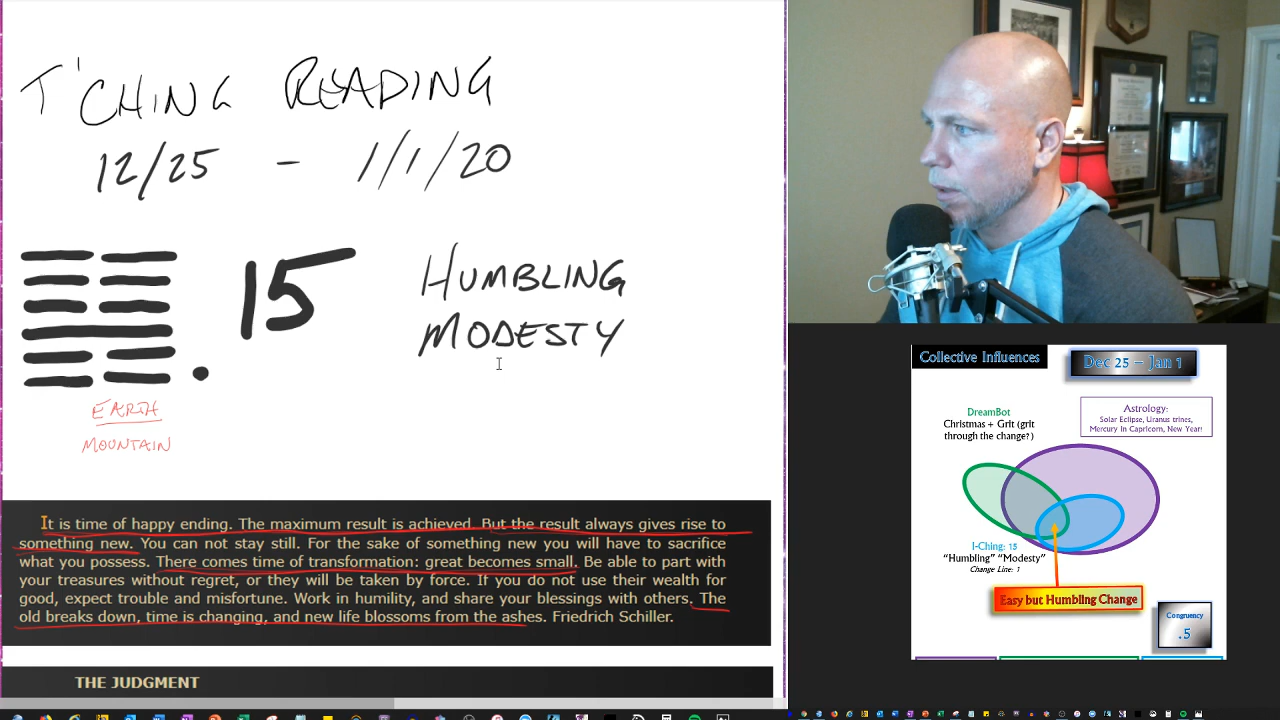 I'CHING READING
12/25 - 1/1/20
15
HUMBLING
MODESTY
EARTH
MOUNTAIN
It is time of happy ending. The maximum result is achieved. But the result always gives rise to
something new. You can not stay still. For the sake of something new you will have to sacrifice
what you possess. There comes time of transformation: great becomes small. Be able to part with
your treasures without regret, or they will be taken by force. If you do not use their wealth for
good, expect trouble and misfortune. Work in humility, and share your blessings with others. The
old breaks down, time is changing, and new life blossoms from the ashes. Friedrich Schiller.
THE JUDGMENT
Collective Influences
Dec 25 – Jan 1
DreamBot
Christmas + Grit (grit
through the change?)
Astrology:
Solar Eclipse, Uranus trines,
Mercury in Capricorn, New Year!
I-Ching: 15
"Humbling" "Modesty"
Change Line: 1
Easy but Humbling Change
Congruency
.5